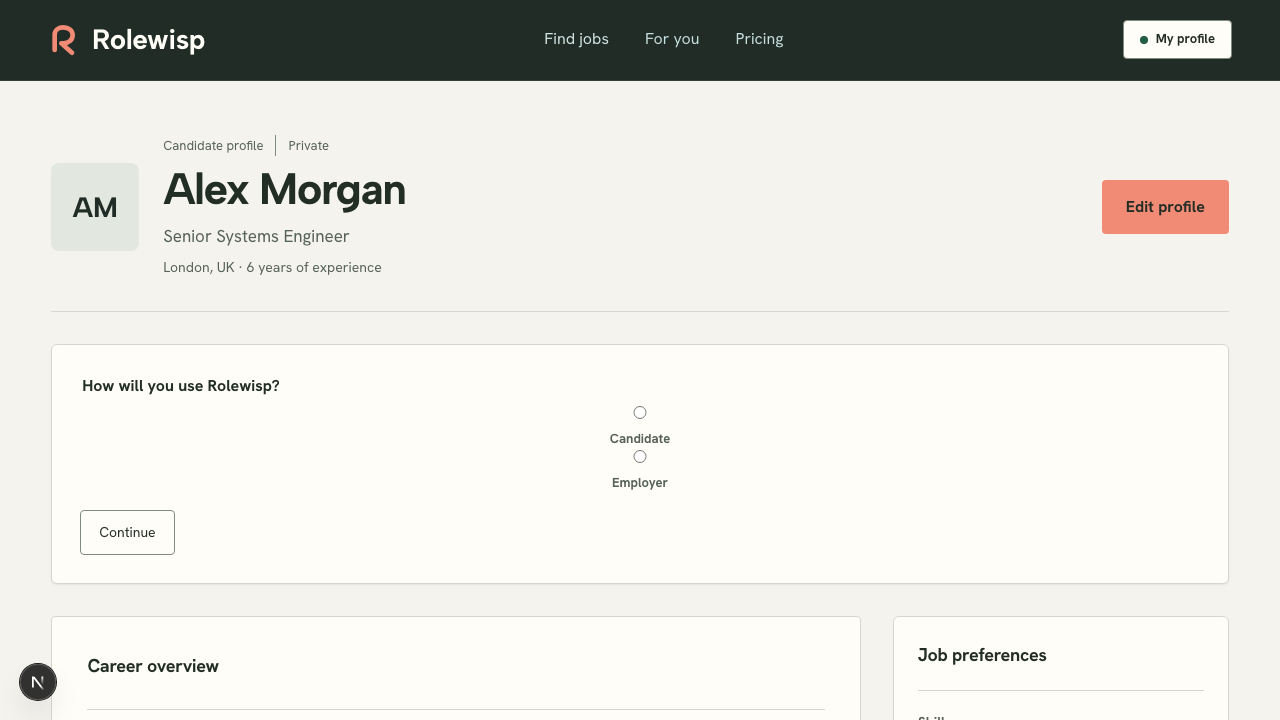 Rolewisp
Find jobs
For you
Pricing
My profile
AM
Candidate profile
Private
Alex Morgan
Senior Systems Engineer
London, UK · 6 years of experience
Edit profile
How will you use Rolewisp?
Candidate
Employer
Continue
Career overview
Job preferences
N